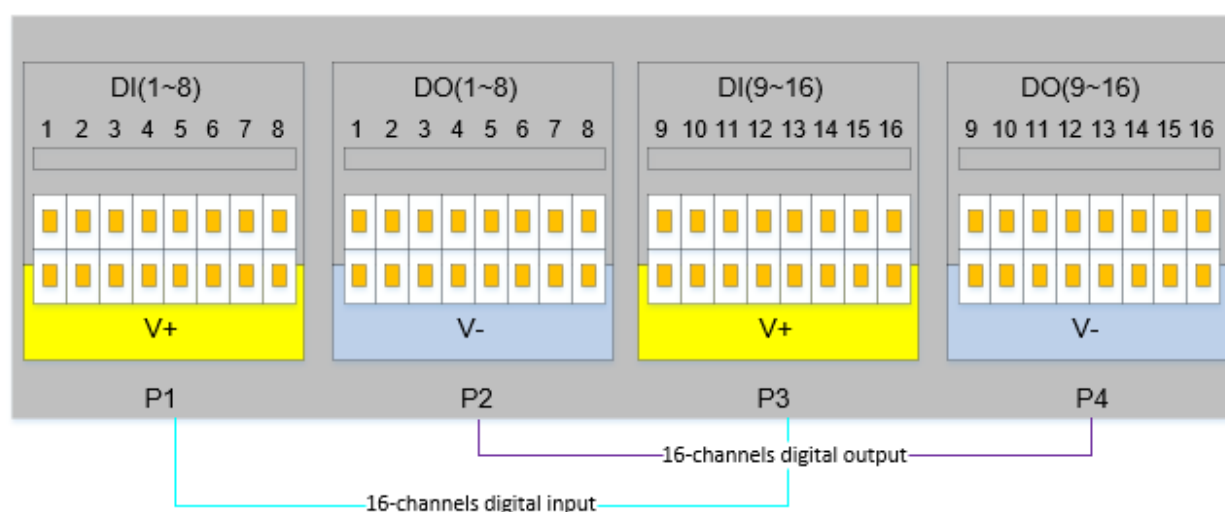 DI(1~8) DO(1~8) DI(9~16) DO(9~16)
1 2 3 4 5 6 7 8 1 2 3 4 5 6 7 8 9 10 11 12 13 14 15 16 9 10 11 12 13 14 15 16
V+ V- V+ V-
P1 P2 P3 P4
16-channels digital output
16-channels digital input